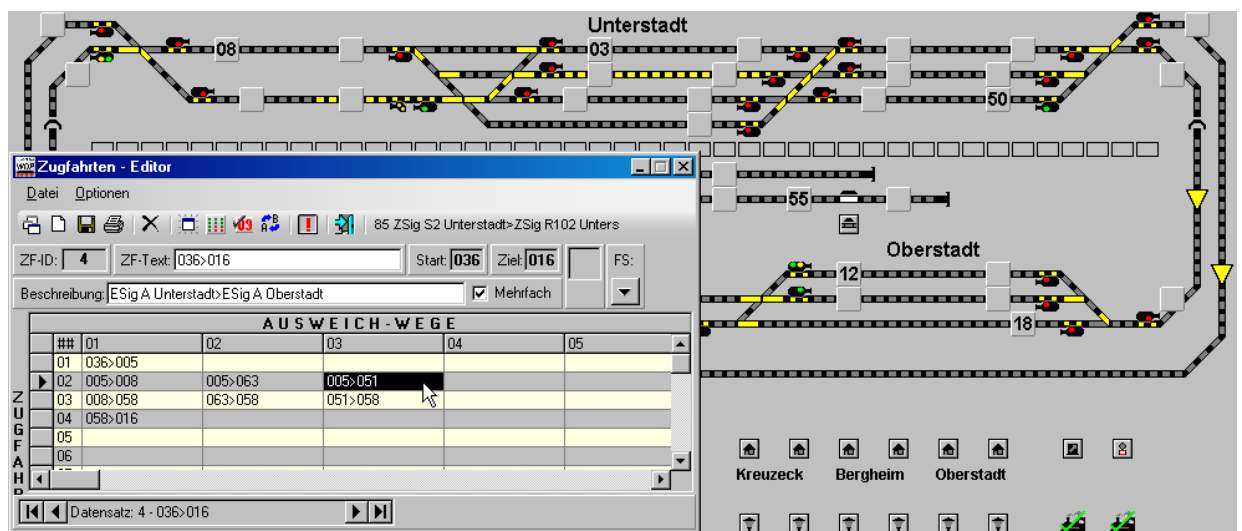 Unterstadt
08
03
50
Zugfahrten - Editor
Datei Optionen
85 ZSig S2 Unterstadt>ZSig R102 Unters
55
ZF-ID: 4 ZF-Text: 036>016 Start: 036 Ziel: 016 FS:
Oberstadt
12
Beschreibung: ESig A Unterstadt>ESig A Oberstadt Mehrfach
18
AUSWEICH-WEGE
## 01 02 03 04 05
01 036>005
02 005>008 005>063 005>051
03 008>058 063>058 051>058
04 058>016
05
06
ZUGFAH
Kreuzeck Bergheim Oberstadt
Datensatz: 4 - 036>016